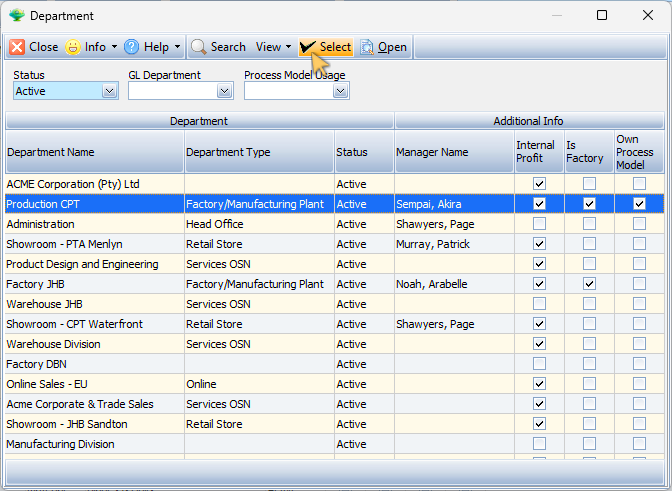 Department
Close Info Help Search View Select Open
Status GL Department Process Model Usage
Active
Department Additional Info
Department Name Department Type Status Manager Name Internal Profit Is Factory Own Process Model
ACME Corporation (Pty) Ltd Active
Production CPT Factory/Manufacturing Plant Active Sempai, Akira
Administration Head Office Active Shawyers, Page
Showroom - PTA Menlyn Retail Store Active Murray, Patrick
Product Design and Engineering Services OSN Active
Factory JHB Factory/Manufacturing Plant Active Noah, Arabelle
Warehouse JHB Services OSN Active
Showroom - CPT Waterfront Retail Store Active Shawyers, Page
Warehouse Division Services OSN Active
Factory DBN Active
Online Sales - EU Online Active
Acme Corporate & Trade Sales Services OSN Active
Showroom - JHB Sandton Retail Store Active
Manufacturing Division Active